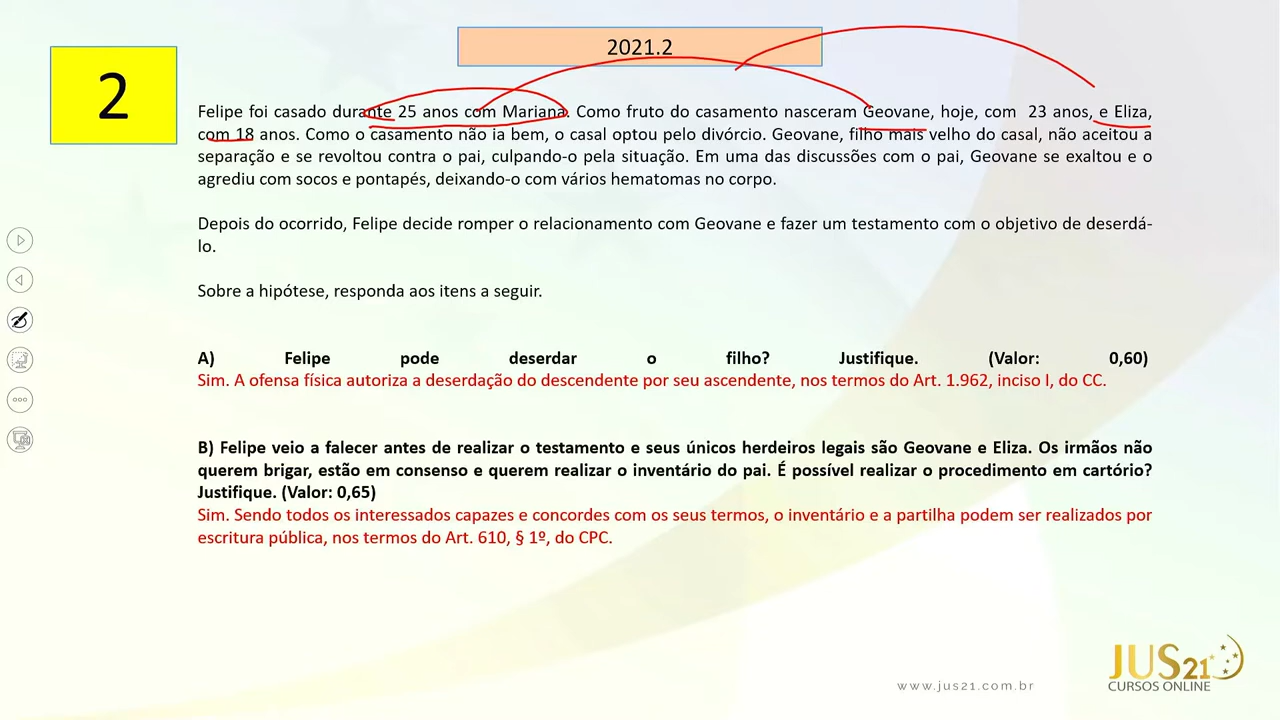 2021.2
2
Felipe foi casado durante 25 anos com Mariana. Como fruto do casamento nasceram Geovane, hoje, com 23 anos, e Eliza,
com 18 anos. Como o casamento não ia bem, o casal optou pelo divórcio. Geovane, filho mais velho do casal, não aceitou a
separação e se revoltou contra o pai, culpando-o pela situação. Em uma das discussões com o pai, Geovane se exaltou e o
agrediu com socos e pontapés, deixando-o com vários hematomas no corpo.
Depois do ocorrido, Felipe decide romper o relacionamento com Geovane e fazer um testamento com o objetivo de deserdá-
lo.
Sobre a hipótese, responda aos itens a seguir.
A) Felipe pode deserdar o filho? Justifique. (Valor: 0,60)
Sim. A ofensa física autoriza a deserdação do descendente por seu ascendente, nos termos do Art. 1.962, inciso I, do CC.
B) Felipe veio a falecer antes de realizar o testamento e seus únicos herdeiros legais são Geovane e Eliza. Os irmãos não
querem brigar, estão em consenso e querem realizar o inventário do pai. É possível realizar o procedimento em cartório?
Justifique. (Valor: 0,65)
Sim. Sendo todos os interessados capazes e concordes com os seus termos, o inventário e a partilha podem ser realizados por
escritura pública, nos termos do Art. 610, § 1º, do CPC.
JUS21
CURSOS ONLINE
www.jus21.com.br